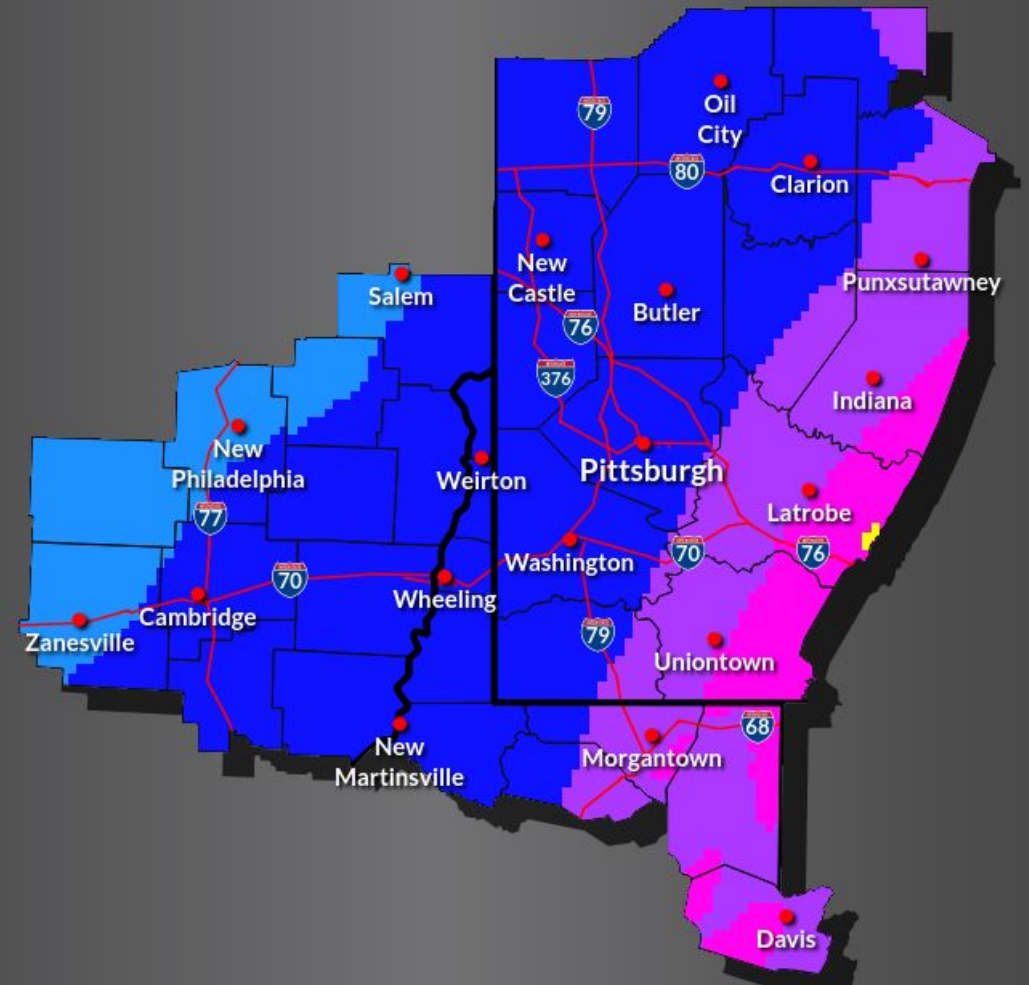 79
Oil
City
80
Clarion
New
Castle
Punxsutawney
Salem
Butler
76
376
Indiana
New
Philadelphia
Pittsburgh
Weirton
Latrobe
77
Washington
70
76
70
Wheeling
Cambridge
Zanesville
79
Uniontown
68
New
Martinsville
Morgantown
Davis